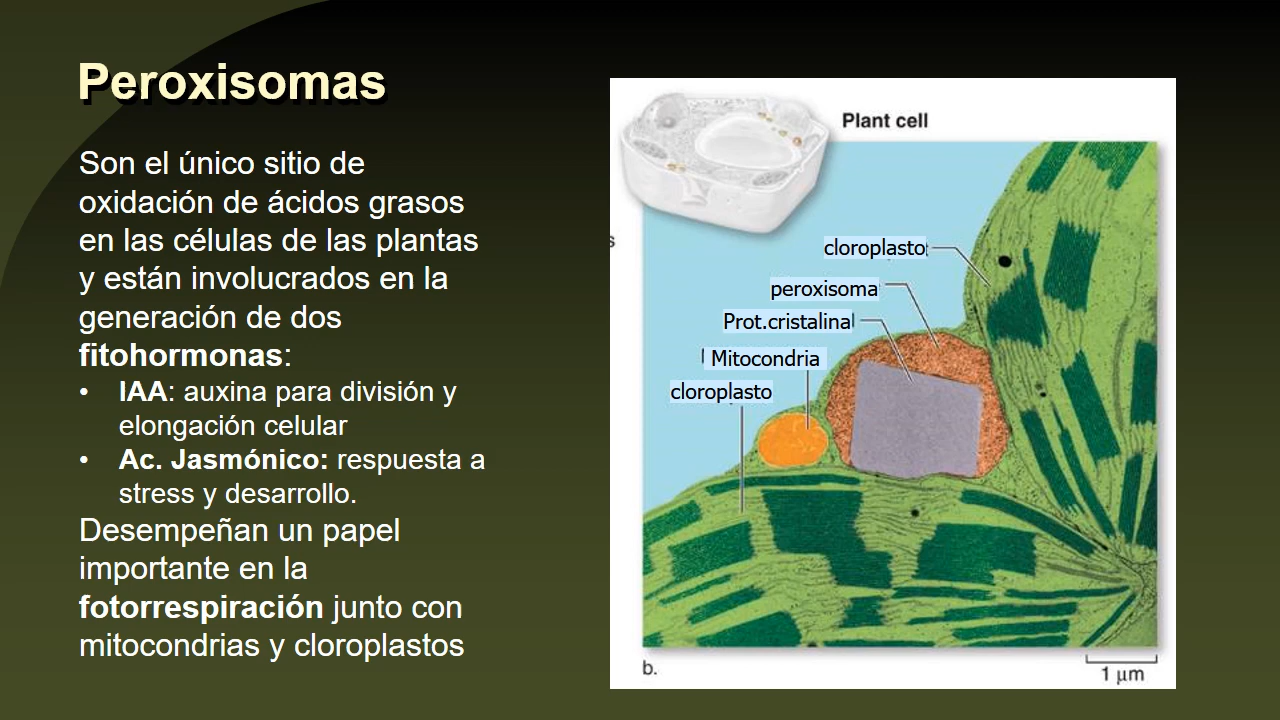 Peroxisomas
Son el único sitio de
oxidación de ácidos grasos
en las células de las plantas
y están involucrados en la
generación de dos
fitohormonas:
• IAA: auxina para división y
elongación celular
• Ac. Jasmónico: respuesta a
stress y desarrollo.
Desempeñan un papel
importante en la
fotorrespiración junto con
mitocondrias y cloroplastos
Plant cell
s
cloroplasto
peroxisoma
Prot.cristalina
Mitocondria
cloroplasto
b.
1 µm